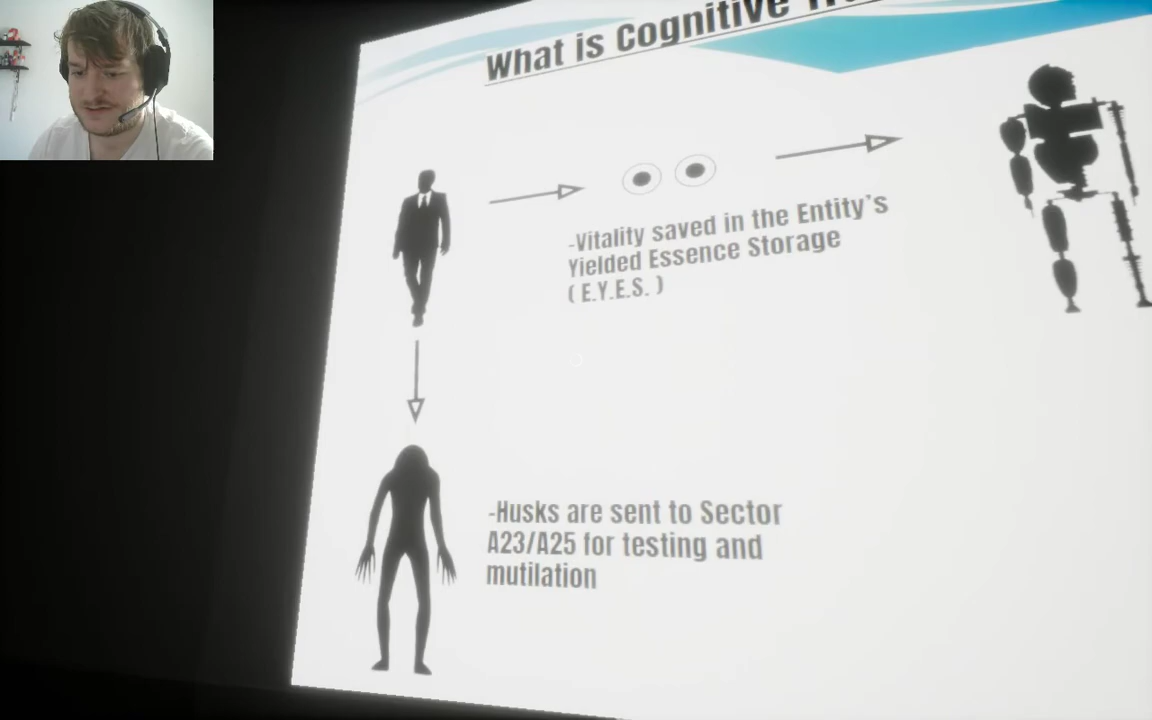 What is Cognitive
-Vitality saved in the Entity's
Yielded Essence Storage
( E.Y.E.S. )
-Husks are sent to Sector
A23/A25 for testing and
mutilation